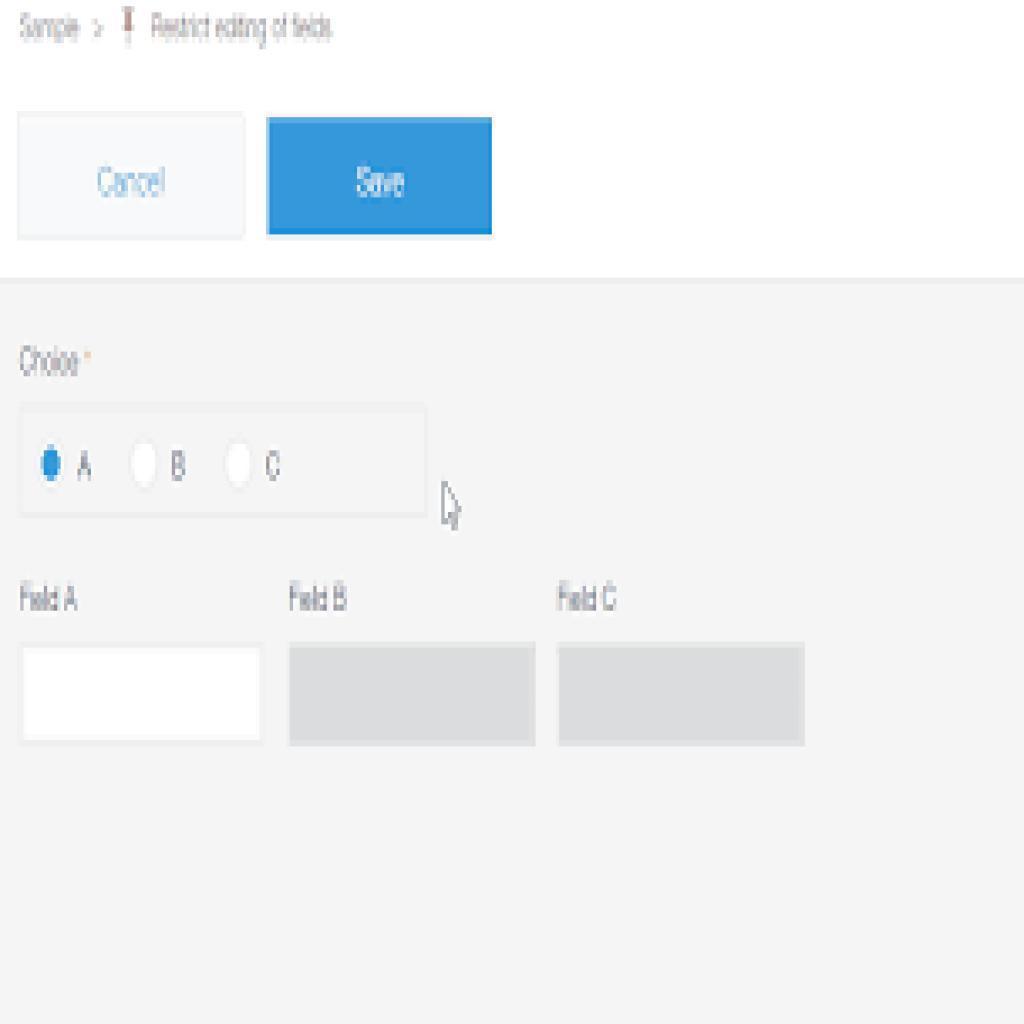 Sample > Restrict editing of fields
Cancel Save
Choice *
A B C
Field A Field B Field C